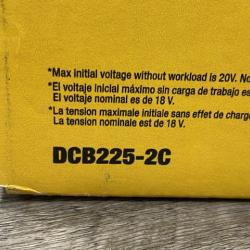 *Max initial voltage without workload is 20V. No
*El voltaje inicial máximo sin carga de trabajo es
El voltaje nominal es de 18 V.
*La tension maximale initiale sans effet de charge
La tension nominale est de 18 V.
DCB225-2C